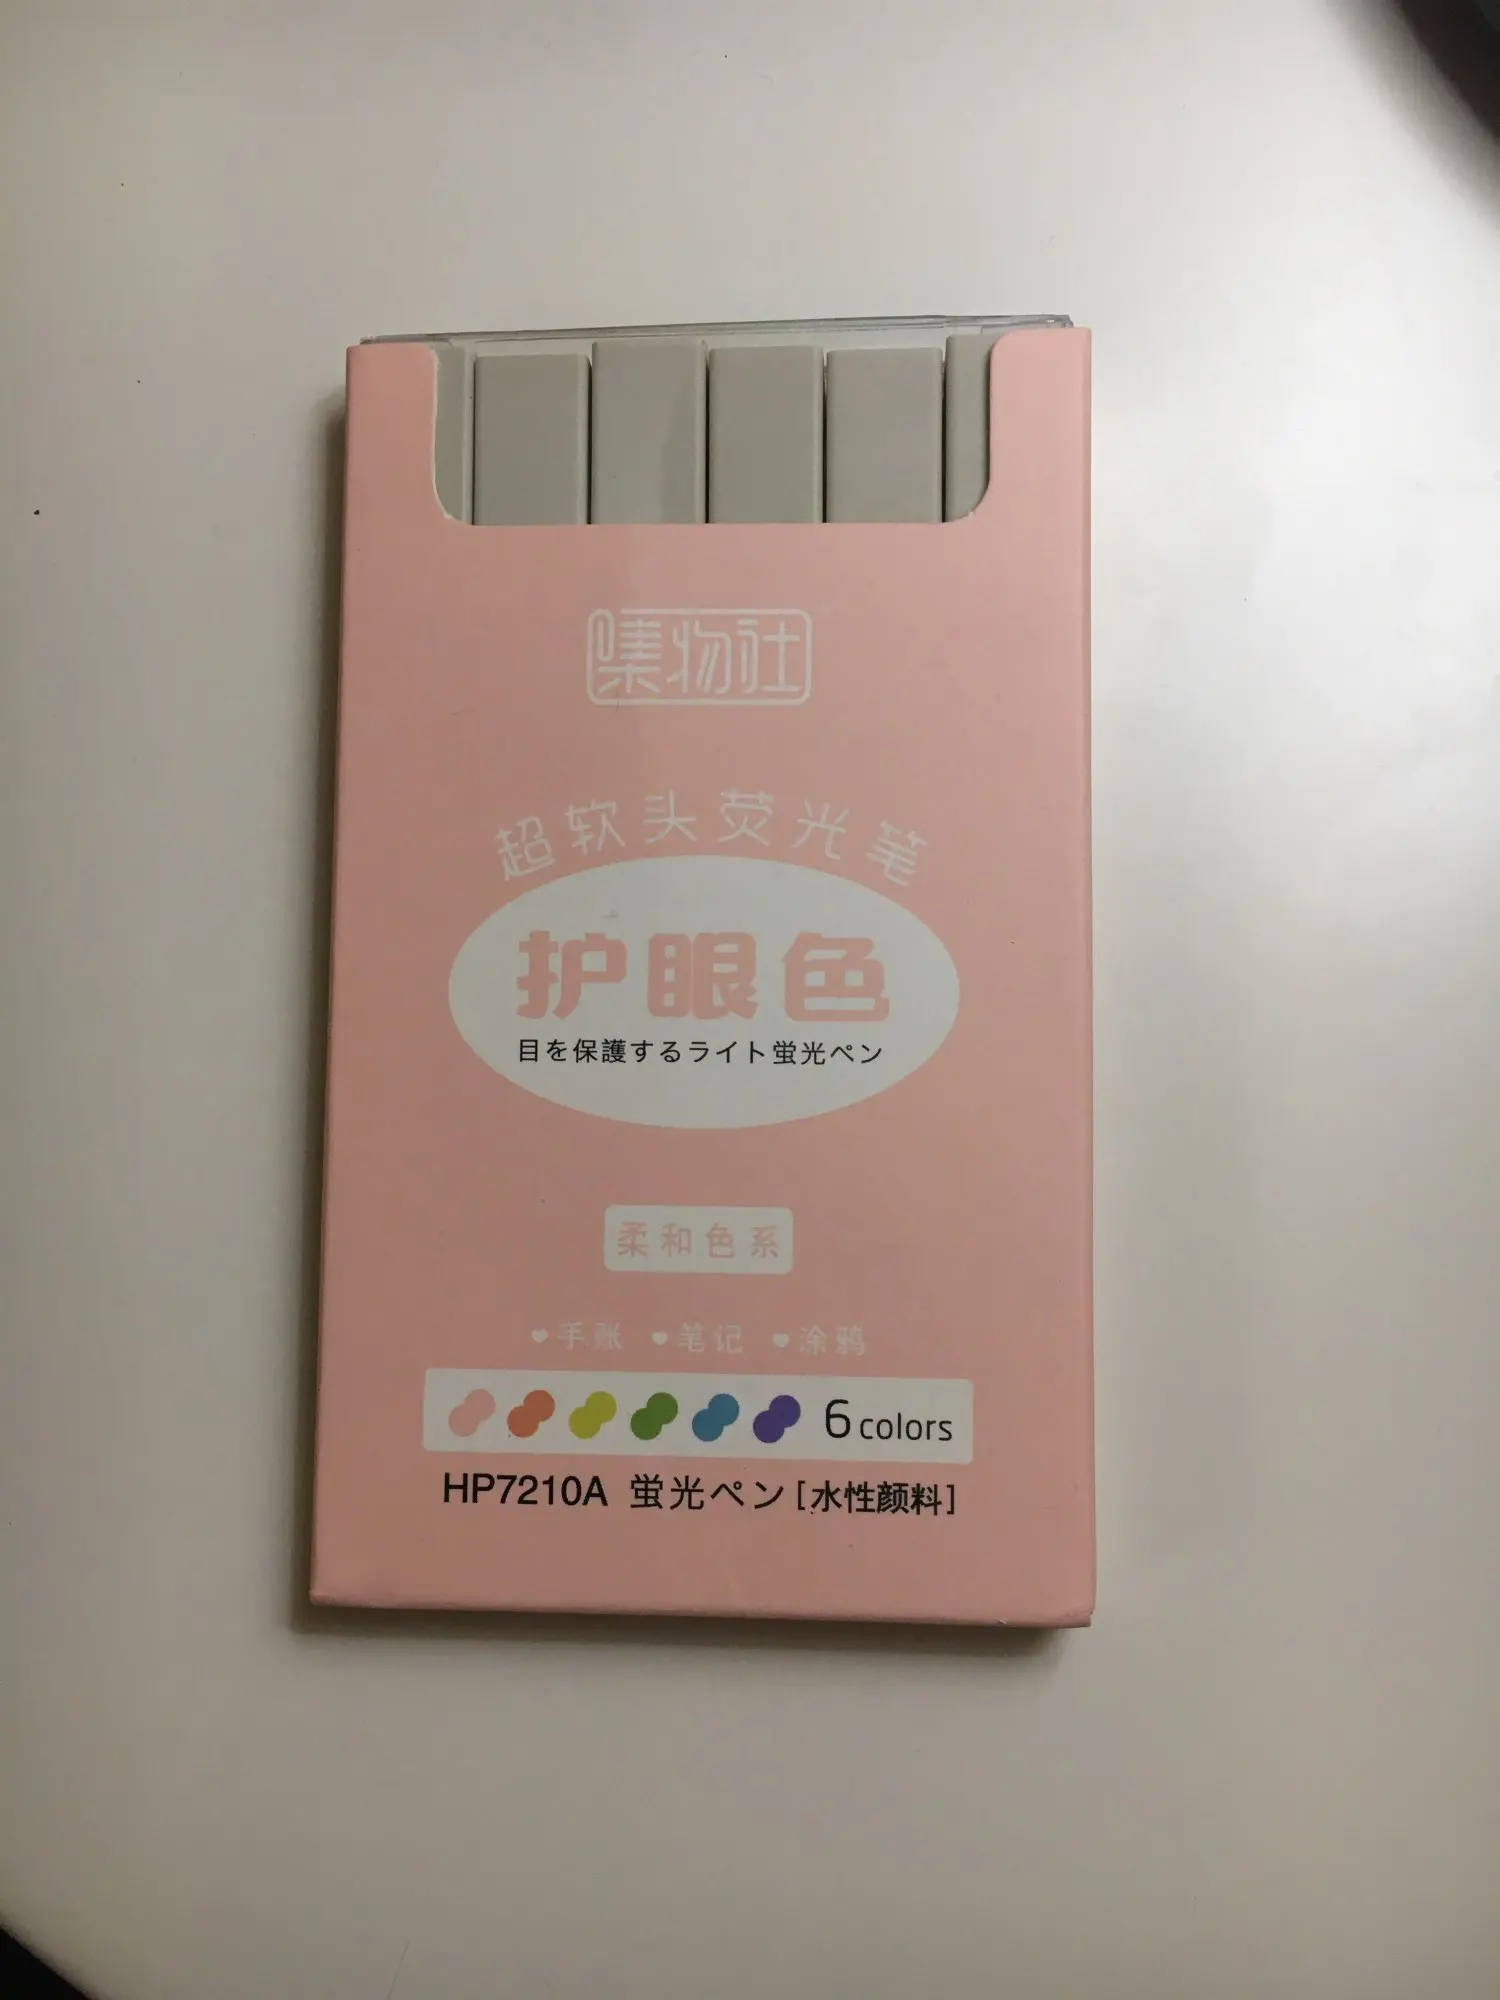 集物社
超软头荧光笔
护眼色
目を保護するライト蛍光ペン
柔和色系
手账 笔记 涂鸦
6 colors
HP7210A 蛍光ペン [水性颜料]